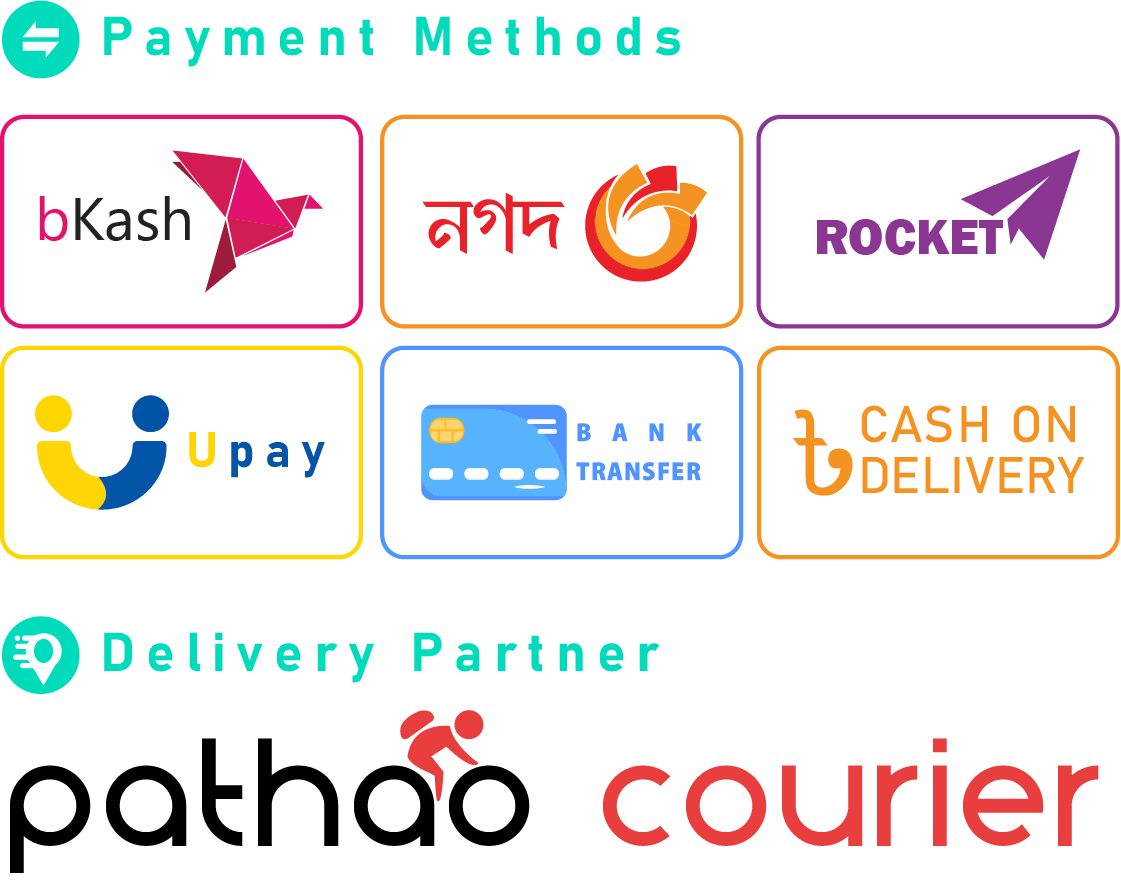 Payment Methods
bKash
নগদ
ROCKET
Upay
BANK
TRANSFER
৳ CASH ON
DELIVERY
Delivery Partner
pathao courier